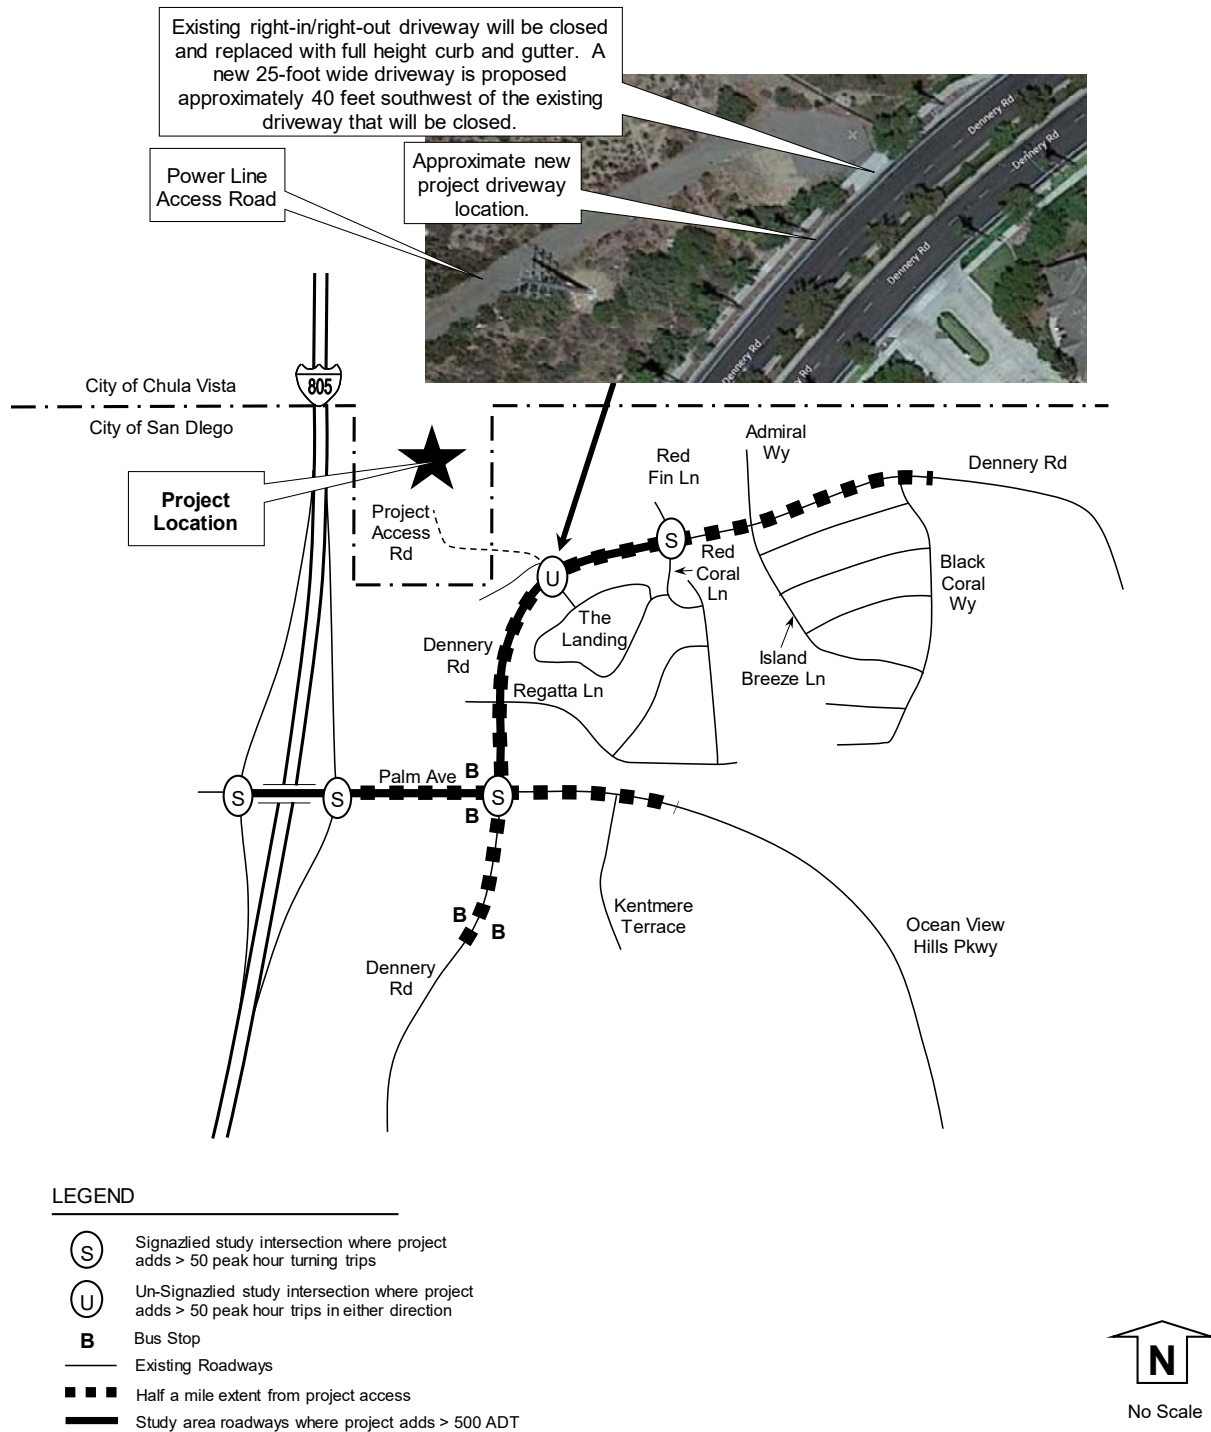 Existing right-in/right-out driveway will be closed
and replaced with full height curb and gutter.  A
new 25-foot wide driveway is proposed
approximately 40 feet southwest of the existing
driveway that will be closed.
Dennery Rd
Dennery Rd
Approximate new
project driveway
location.
Power Line
Access Road
Dennery Rd
Dennery Rd
Dennery Rd
805
City of Chula Vista
City of San DIego
Project
Location
Project
Access
Rd
Red
Fin Ln
Admiral
Wy
Dennery Rd
S
Red
Coral
Ln
Black
Coral
Wy
U
The
Landing
Dennery
Rd
Island
Breeze Ln
Regatta Ln
Palm Ave
B
S
S
S
B
Kentmere
Terrace
B
B
Ocean View
Hills Pkwy
Dennery
Rd
LEGEND
S
Signazlied study intersection where project
adds > 50 peak hour turning trips
U
Un-Signazlied study intersection where project
adds > 50 peak hour trips in either direction
B
Bus Stop
Existing Roadways
Half a mile extent from project access
Study area roadways where project adds > 500 ADT
N
No Scale